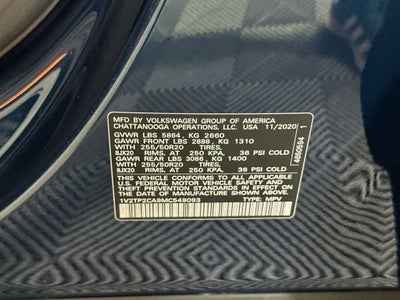 MFD BY VOLKSWAGEN GROUP OF AMERICA
CHATTANOOGA OPERATIONS, LLC. USA 11/2020
GVWR LBS 5864, KG 2660
GAWR FRONT LBS 2888, KG 1310
WITH 255/50R20 TIRES,
8JX20 RIMS, AT 250 KPA, 36 PSI COLD
GAWR REAR LBS 3086, KG 1400
WITH 255/50R20 TIRES,
8JX20 RIMS, AT 250 KPA, 36 PSI COLD
THIS VEHICLE CONFORMS TO ALL APPLICABLE
U.S. FEDERAL MOTOR VEHICLE SAFETY AND
THEFT PREVENTION STANDARDS IN EFFECT ON
THE DATE OF MANUFACTURE SHOWN ABOVE.
1V2TP2CA9MC549093 TYPE: MPV
4660594 1